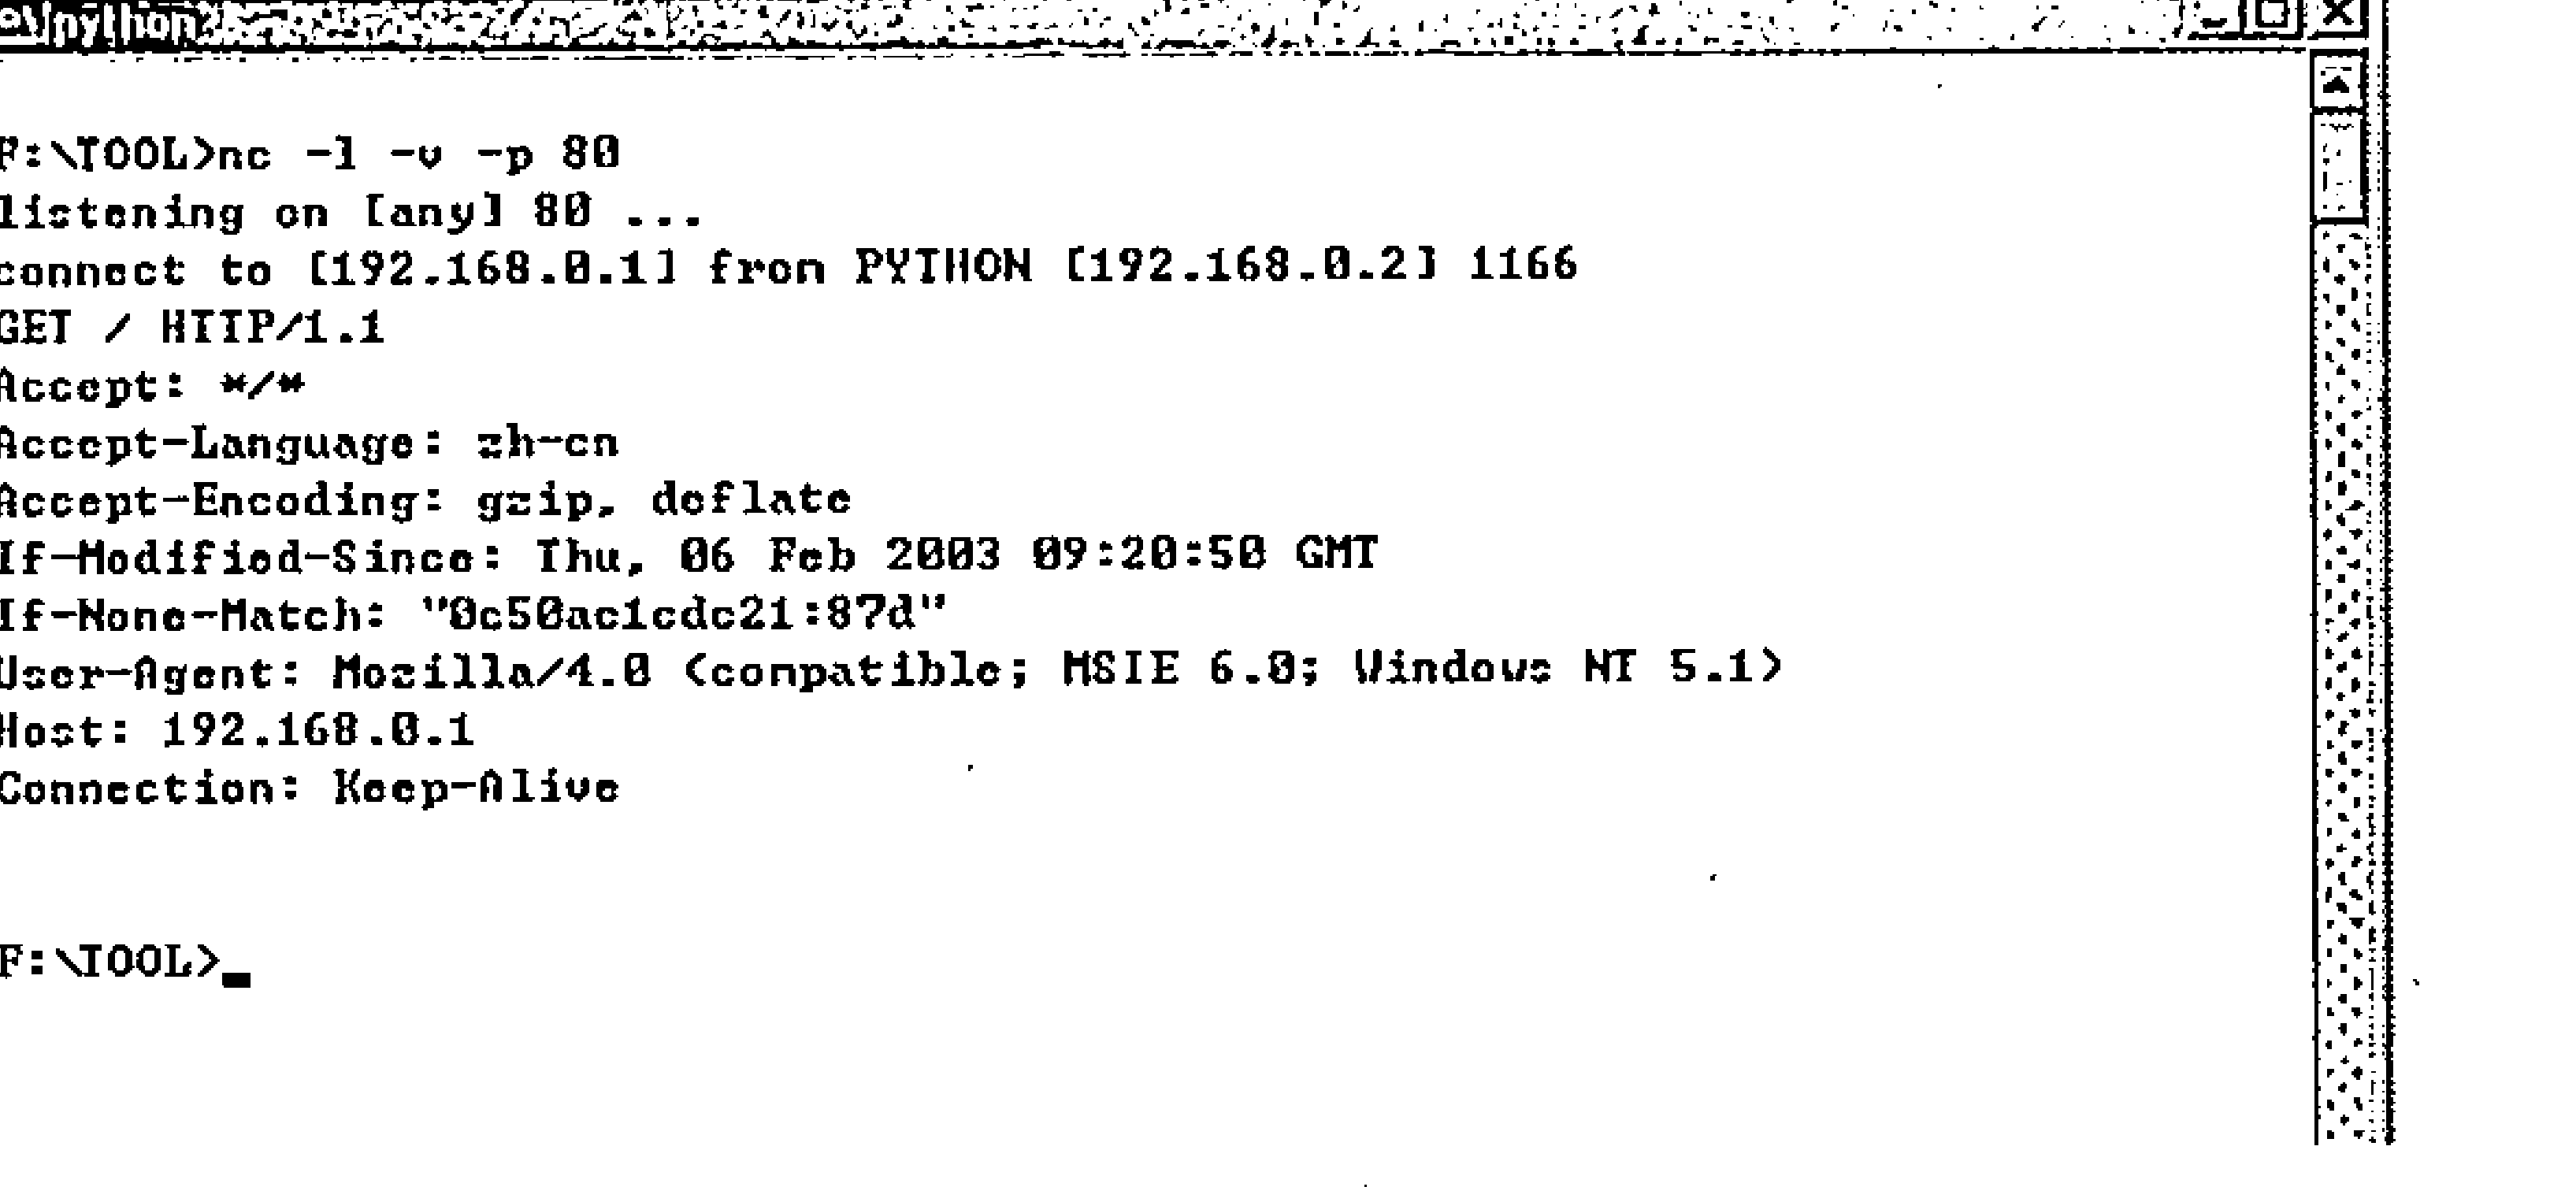 python
F:\TOOL>nc -l -v -p 80
listening on [any] 80 ...
connect to [192.168.0.1] from PYTHON [192.168.0.2] 1166
GET / HTTP/1.1
Accept: */*
Accept-Language: zh-cn
Accept-Encoding: gzip, deflate
If-Modified-Since: Thu, 06 Feb 2003 09:20:50 GMT
If-None-Match: "0c50ac1cdc21:87d"
User-Agent: Mozilla/4.0 (compatible; MSIE 6.0; Windows NT 5.1)
Host: 192.168.0.1
Connection: Keep-Alive
F:\TOOL>